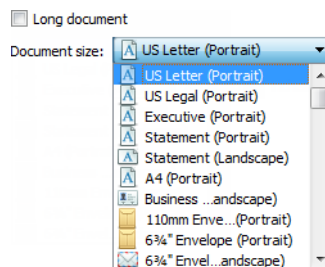 Long document
Document size: US Letter (Portrait)
US Letter (Portrait)
US Legal (Portrait)
Executive (Portrait)
Statement (Portrait)
Statement (Landscape)
A4 (Portrait)
Business ...andscape)
110mm Enve...(Portrait)
6¾" Envelope (Portrait)
6¾" Envel...andscape)